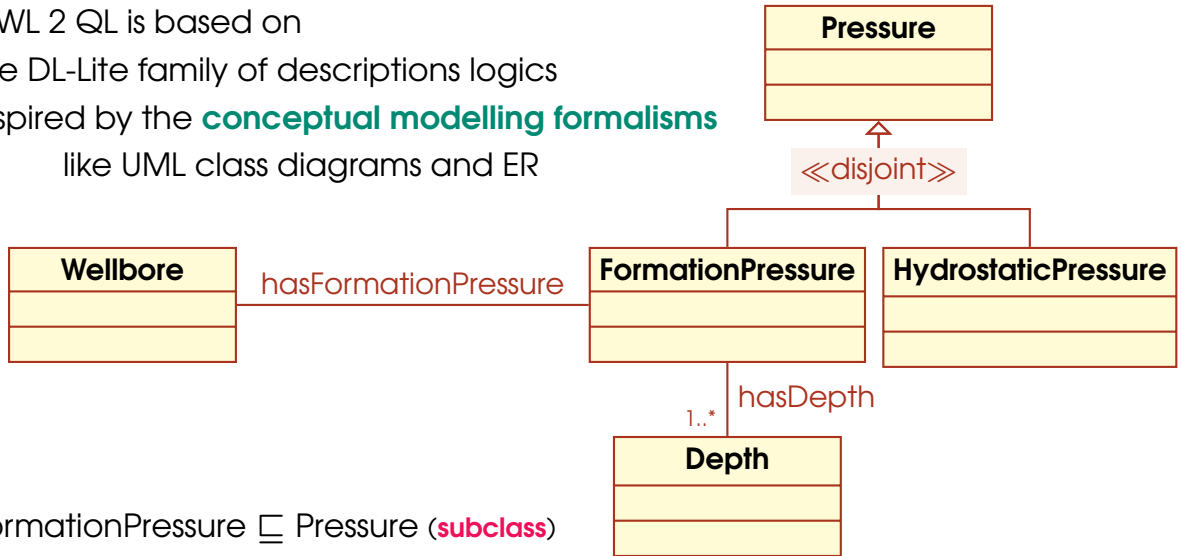 WL 2 QL is based on
e DL-Lite family of descriptions logics
spired by the conceptual modelling formalisms
like UML class diagrams and ER
Pressure
≪disjoint≫
Wellbore
hasFormationPressure
FormationPressure
HydrostaticPressure
hasDepth
1..*
Depth
ormationPressure ⊑ Pressure (subclass)